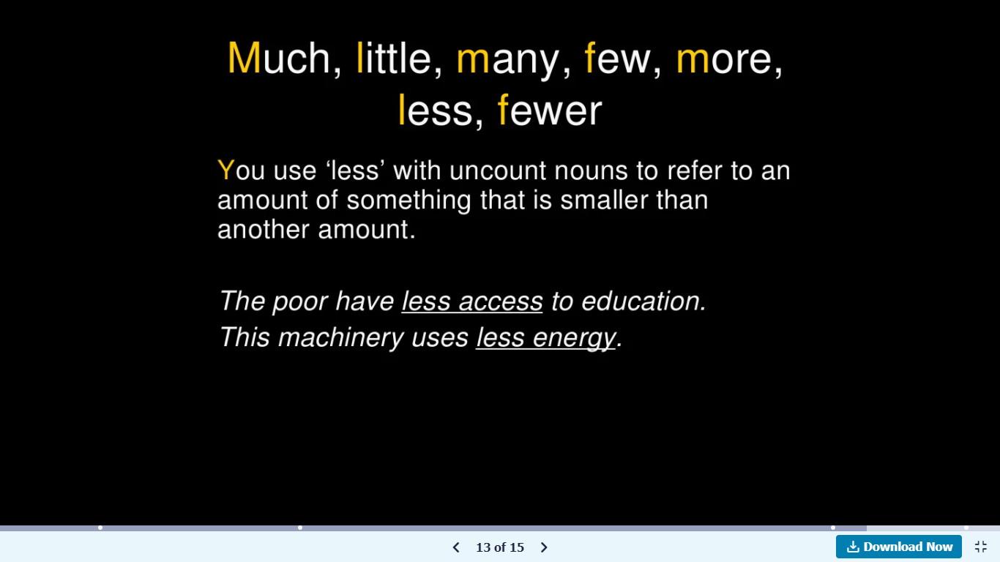 Much, little, many, few, more,
less, fewer
You use ‘less’ with uncount nouns to refer to an
amount of something that is smaller than
another amount.
The poor have less access to education.
This machinery uses less energy.
13 of 15
Download Now